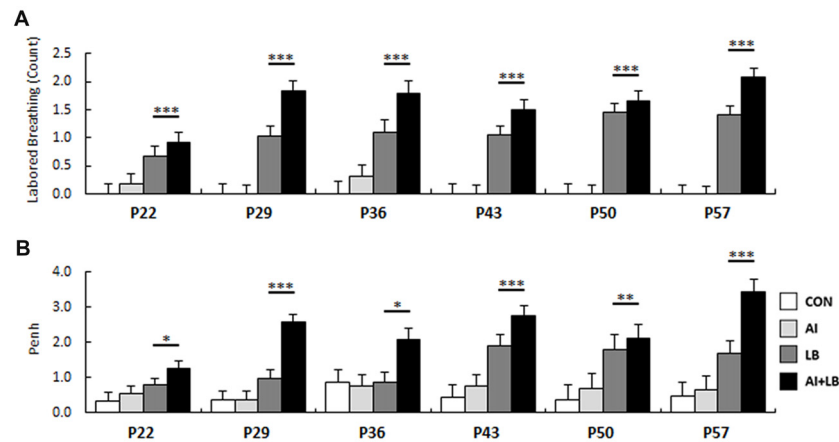 A
Labored Breathing (Count)
2.5
2.0
1.5
1.0
0.5
0.0
***
***
***
***
***
***
P22
P29
P36
P43
P50
P57
B
Penh
4.0
3.0
2.0
1.0
0.0
*
***
*
***
**
***
P22
P29
P36
P43
P50
P57
CON
AI
LB
AI+LB